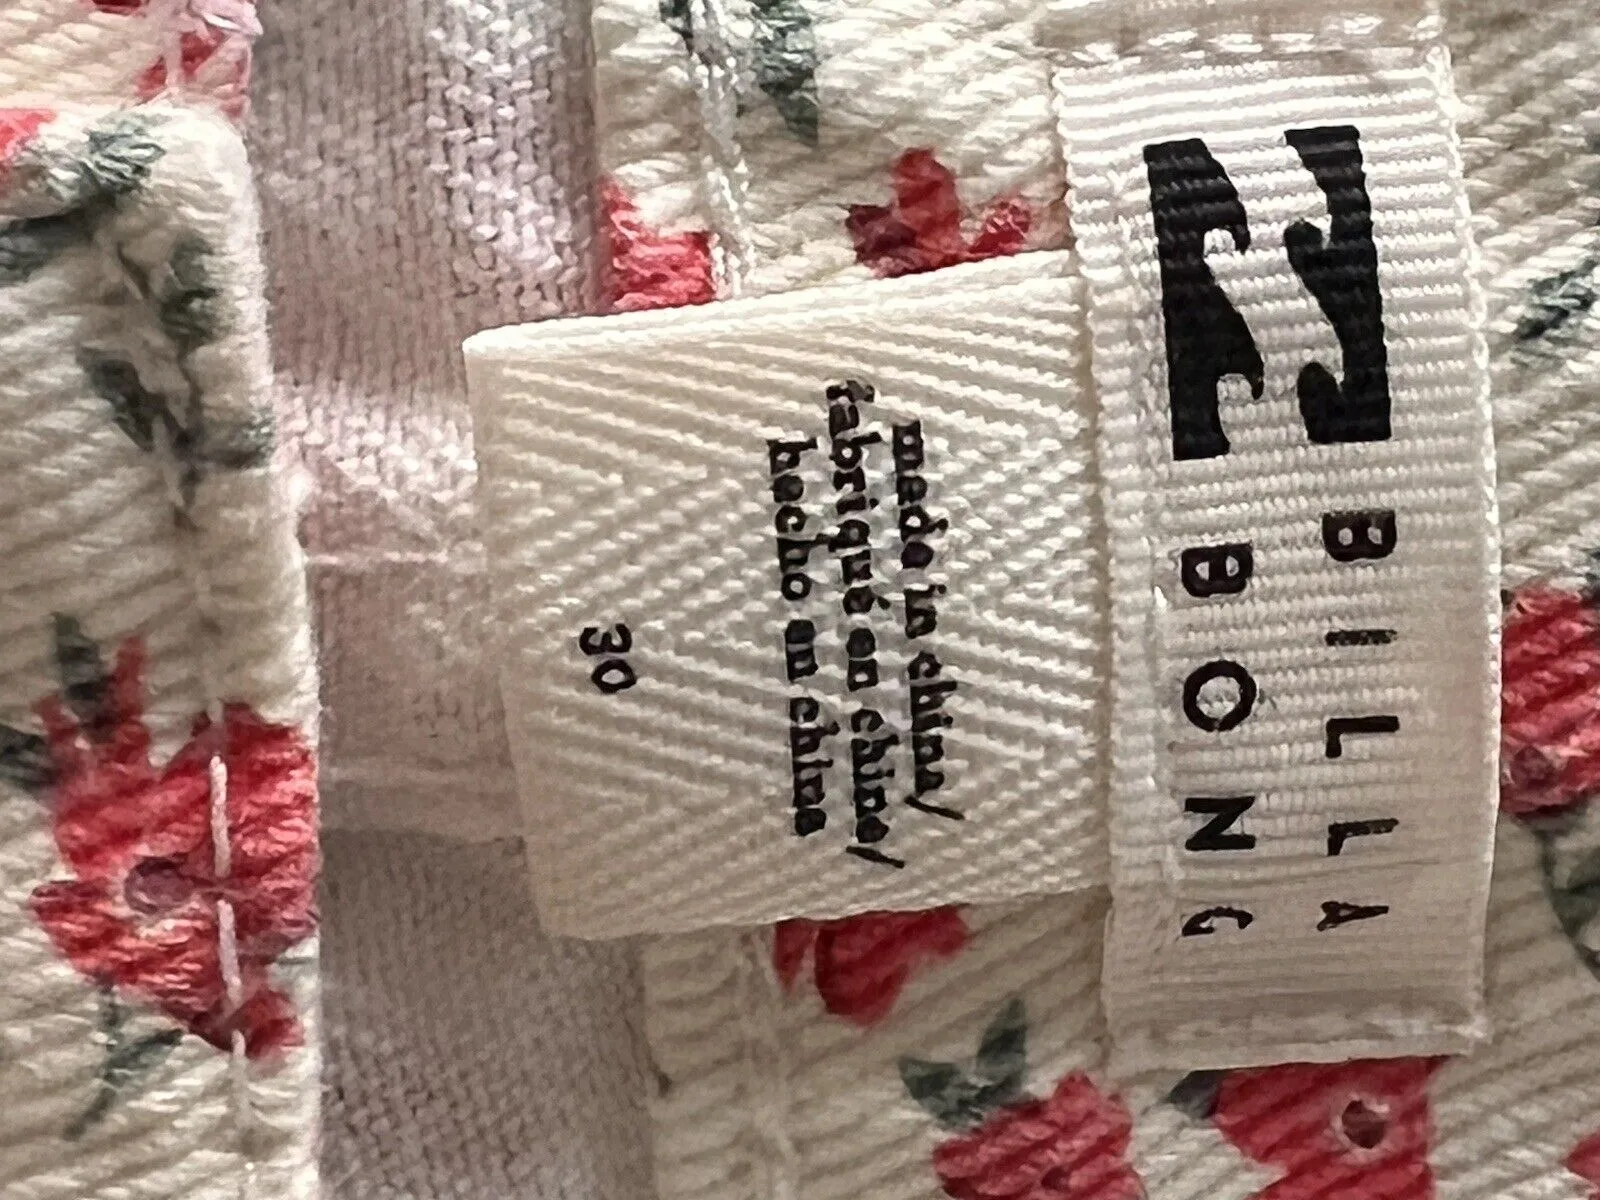 BILLA
BONG
made in china/
fabriqué en chine/
hecho en china
30